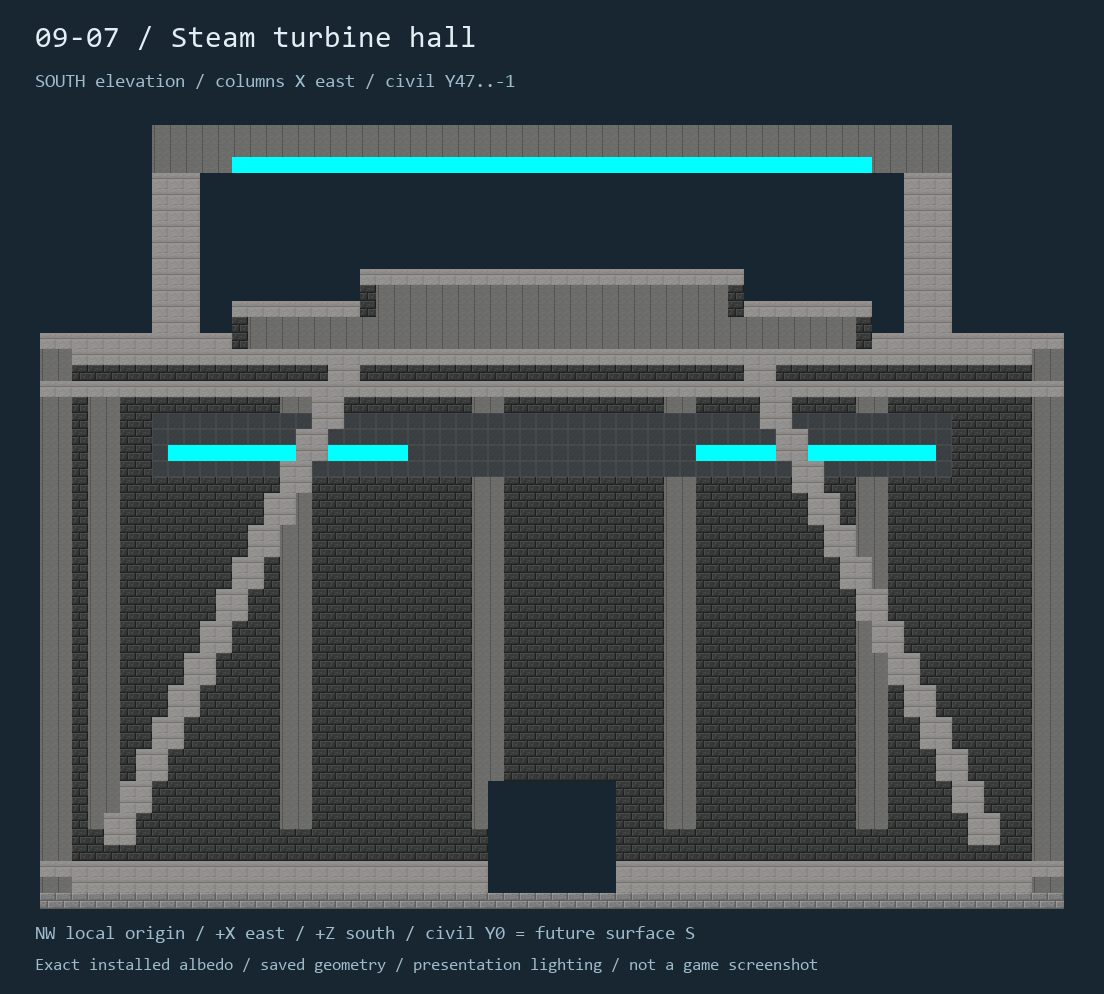 09-07 / Steam turbine hall
SOUTH elevation / columns X east / civil Y47..-1
NW local origin / +X east / +Z south / civil Y0 = future surface S
Exact installed albedo / saved geometry / presentation lighting / not a game screenshot